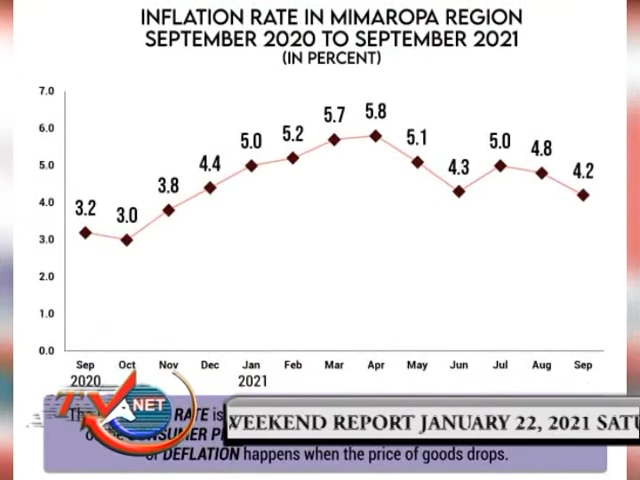 INFLATION RATE IN MIMAROPA REGION
SEPTEMBER 2020 TO SEPTEMBER 2021
(IN PERCENT)
7.0
6.0
5.0
4.0
3.0
2.0
1.0
0.0
3.2
3.0
3.8
4.4
5.0
5.2
5.7
5.8
5.1
4.3
5.0
4.8
4.2
Sep Oct Nov Dec Jan Feb Mar Apr May Jun Jul Aug Sep
2020 2021
RATE is
CONSUMER
DEFLATION happens when the price of goods drops.
TV NET
WEEKEND REPORT JANUARY 22, 2021